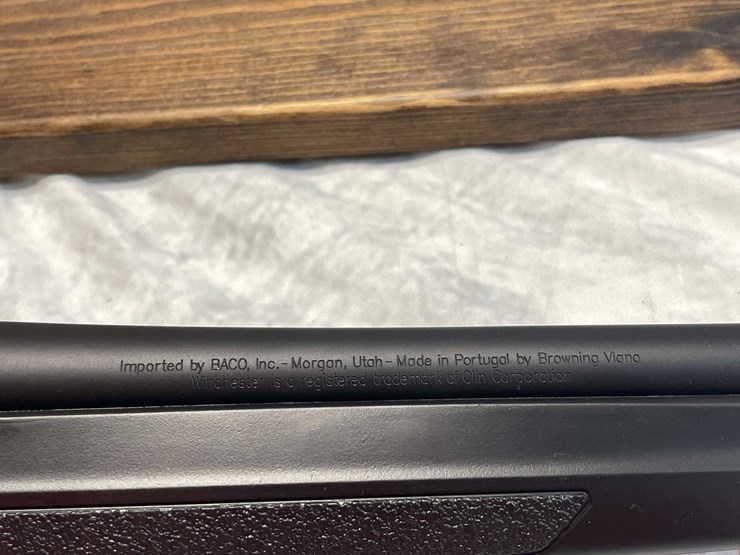 Imported by BACO, Inc. - Morgan, Utah - Made in Portugal by Browning Viana
Winchester is a registered trademark of Olin Corporation